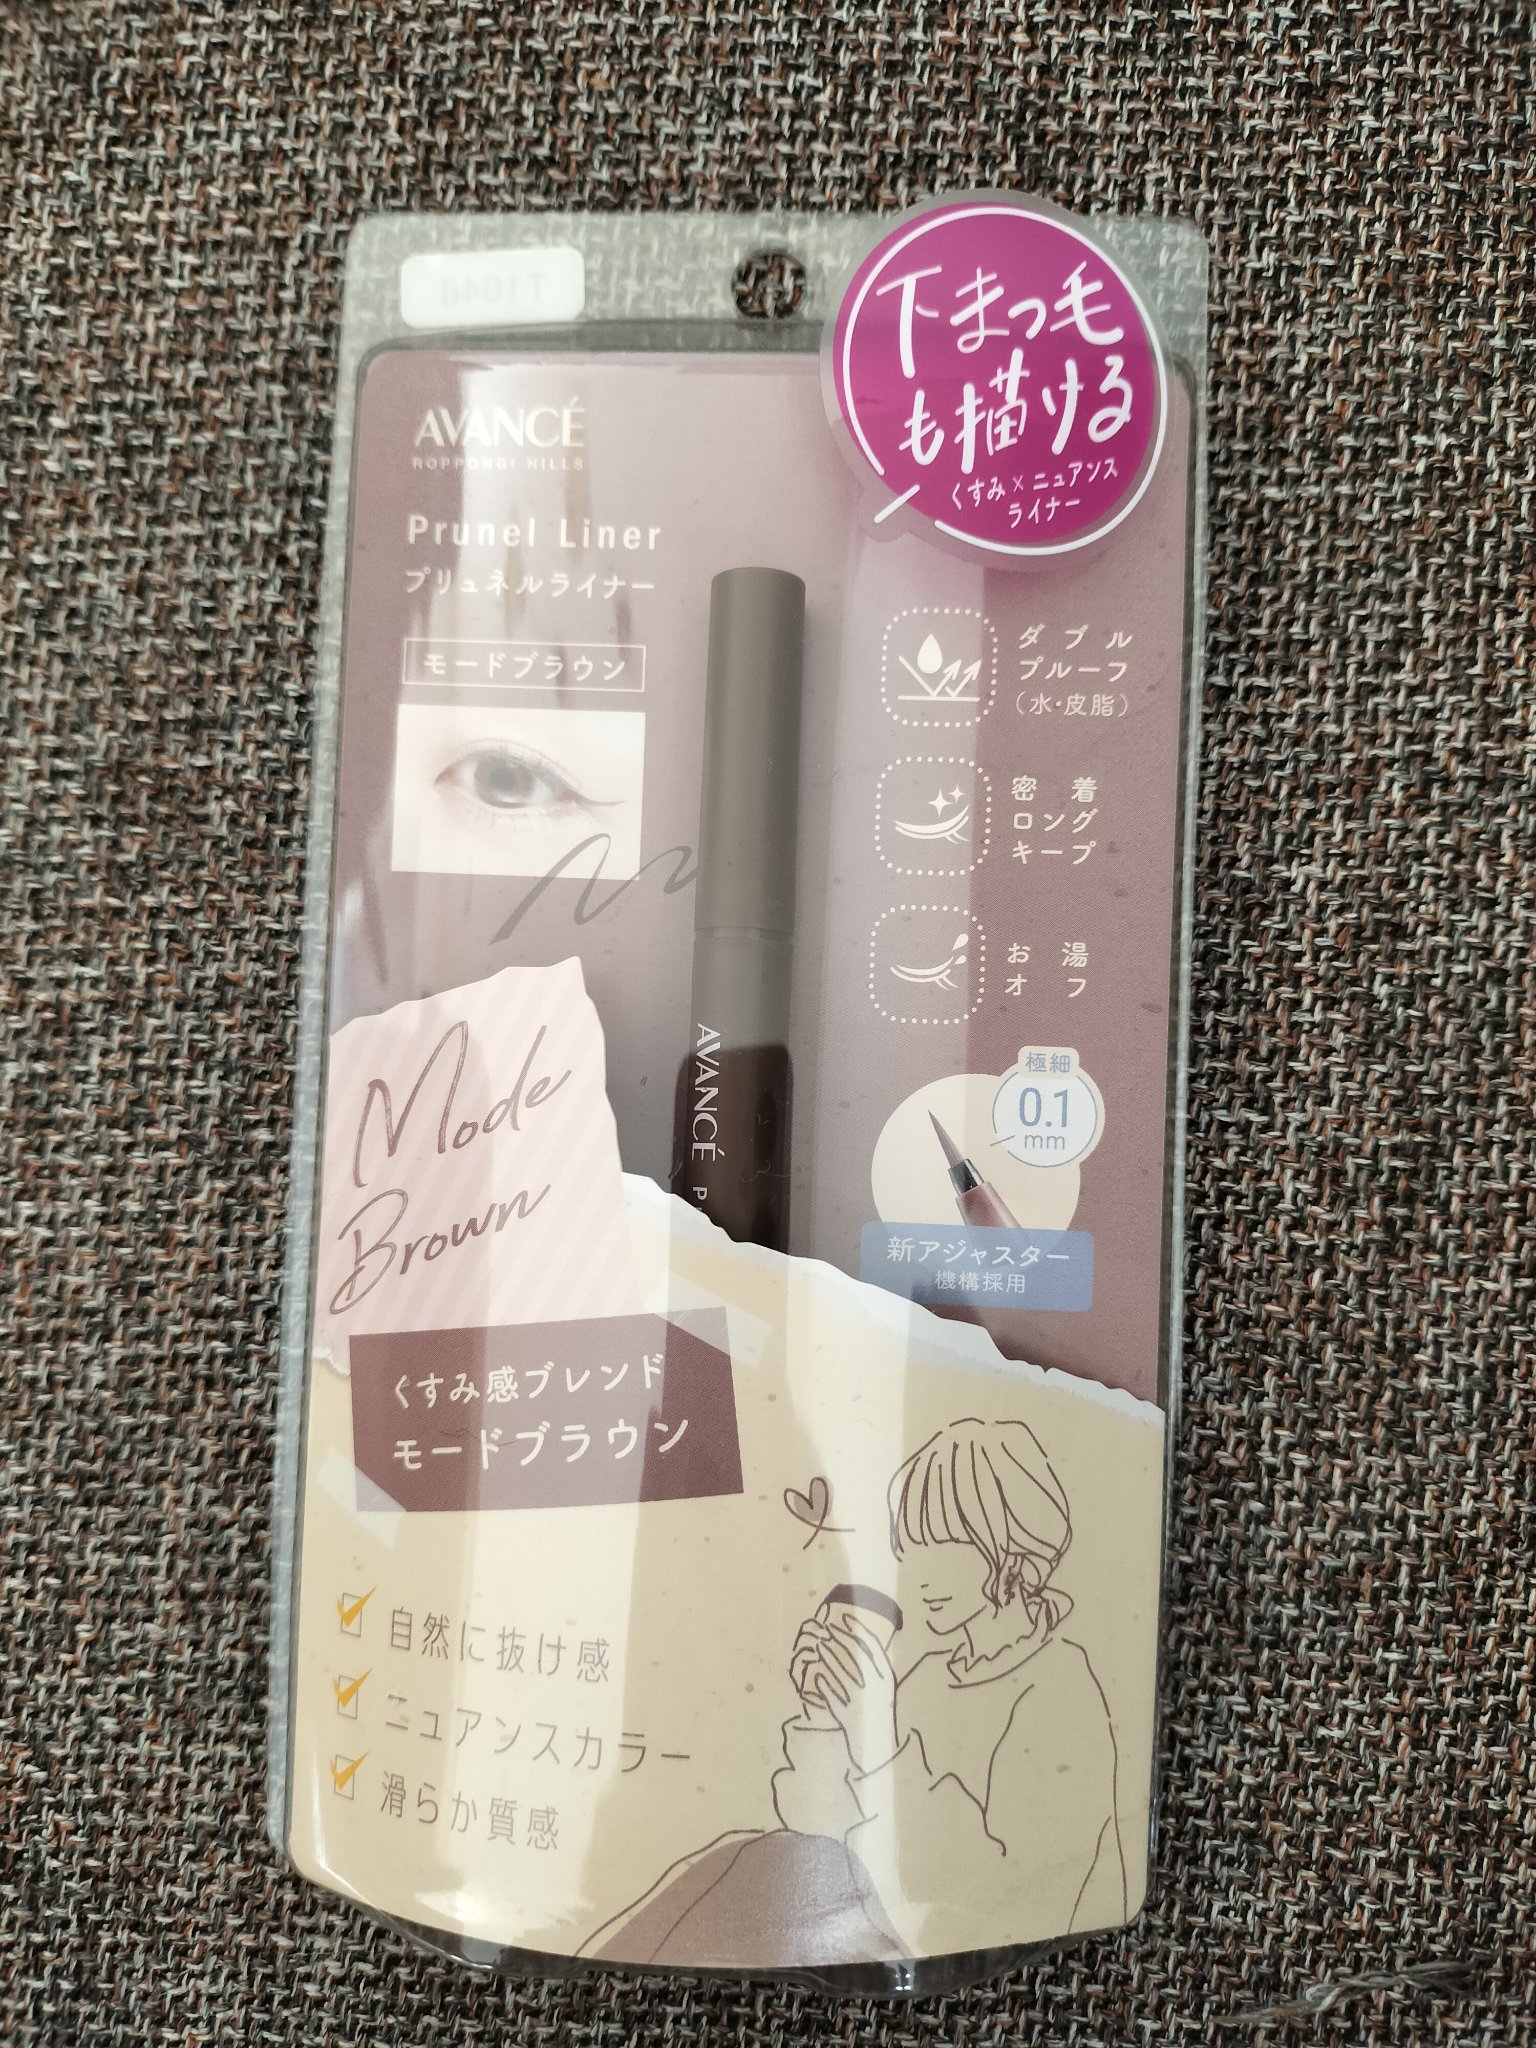 T1048
下まつ毛
も描ける
くすみ×ニュアンス
ライナー
AVANCÉ
ROPPONGI HILLS
Prunel Liner
プリュネルライナー
モードブラウン
ダブル
プルーフ
(水・皮脂)
密着
ロング
キープ
お湯
オフ
極細
0.1
mm
新アジャスター
機構採用
AVANCÉ P
Mode
Brown
くすみ感ブレンド
モードブラウン
自然に抜け感
ニュアンスカラー
滑らか質感